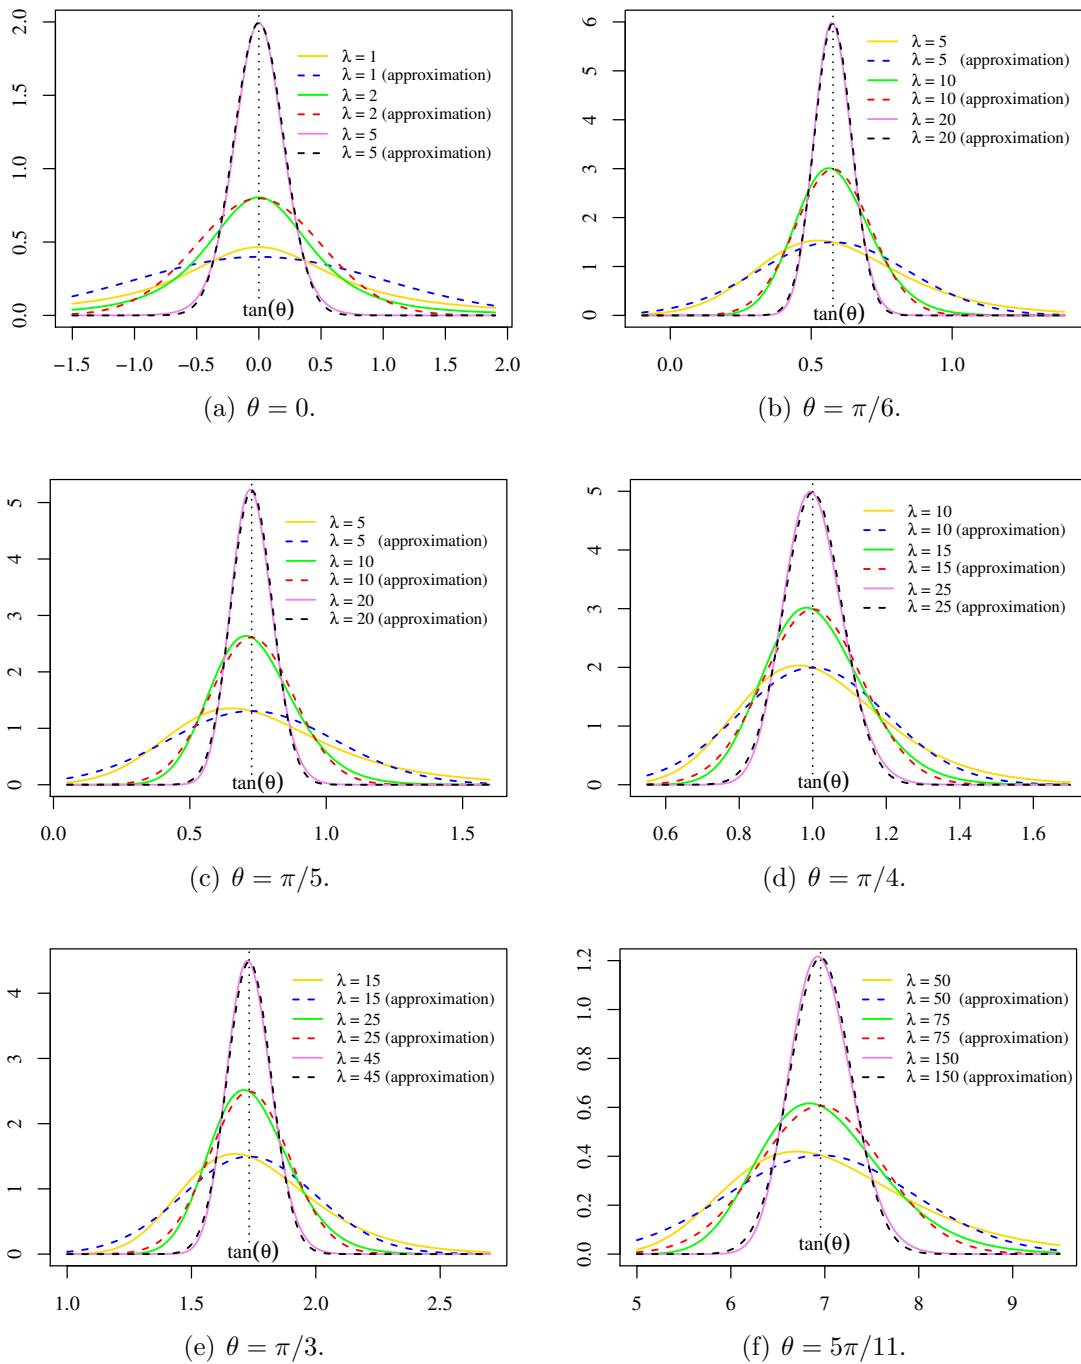 2.0
1.5
1.0
0.5
0.0
λ = 1
λ = 1 (approximation)
λ = 2
λ = 2 (approximation)
λ = 5
λ = 5 (approximation)
tan(θ)
−1.5 −1.0 −0.5 0.0 0.5 1.0 1.5 2.0
(a) θ = 0.
6
5
4
3
2
1
0
λ = 5
λ = 5 (approximation)
λ = 10
λ = 10 (approximation)
λ = 20
λ = 20 (approximation)
tan(θ)
0.0 0.5 1.0
(b) θ = π/6.
5
4
3
2
1
0
λ = 5
λ = 5 (approximation)
λ = 10
λ = 10 (approximation)
λ = 20
λ = 20 (approximation)
tan(θ)
0.0 0.5 1.0 1.5
(c) θ = π/5.
5
4
3
2
1
0
λ = 10
λ = 10 (approximation)
λ = 15
λ = 15 (approximation)
λ = 25
λ = 25 (approximation)
tan(θ)
0.6 0.8 1.0 1.2 1.4 1.6
(d) θ = π/4.
4
3
2
1
0
λ = 15
λ = 15 (approximation)
λ = 25
λ = 25 (approximation)
λ = 45
λ = 45 (approximation)
tan(θ)
1.0 1.5 2.0 2.5
(e) θ = π/3.
1.2
1.0
0.8
0.6
0.4
0.2
0.0
λ = 50
λ = 50 (approximation)
λ = 75
λ = 75 (approximation)
λ = 150
λ = 150 (approximation)
tan(θ)
5 6 7 8 9
(f) θ = 5π/11.